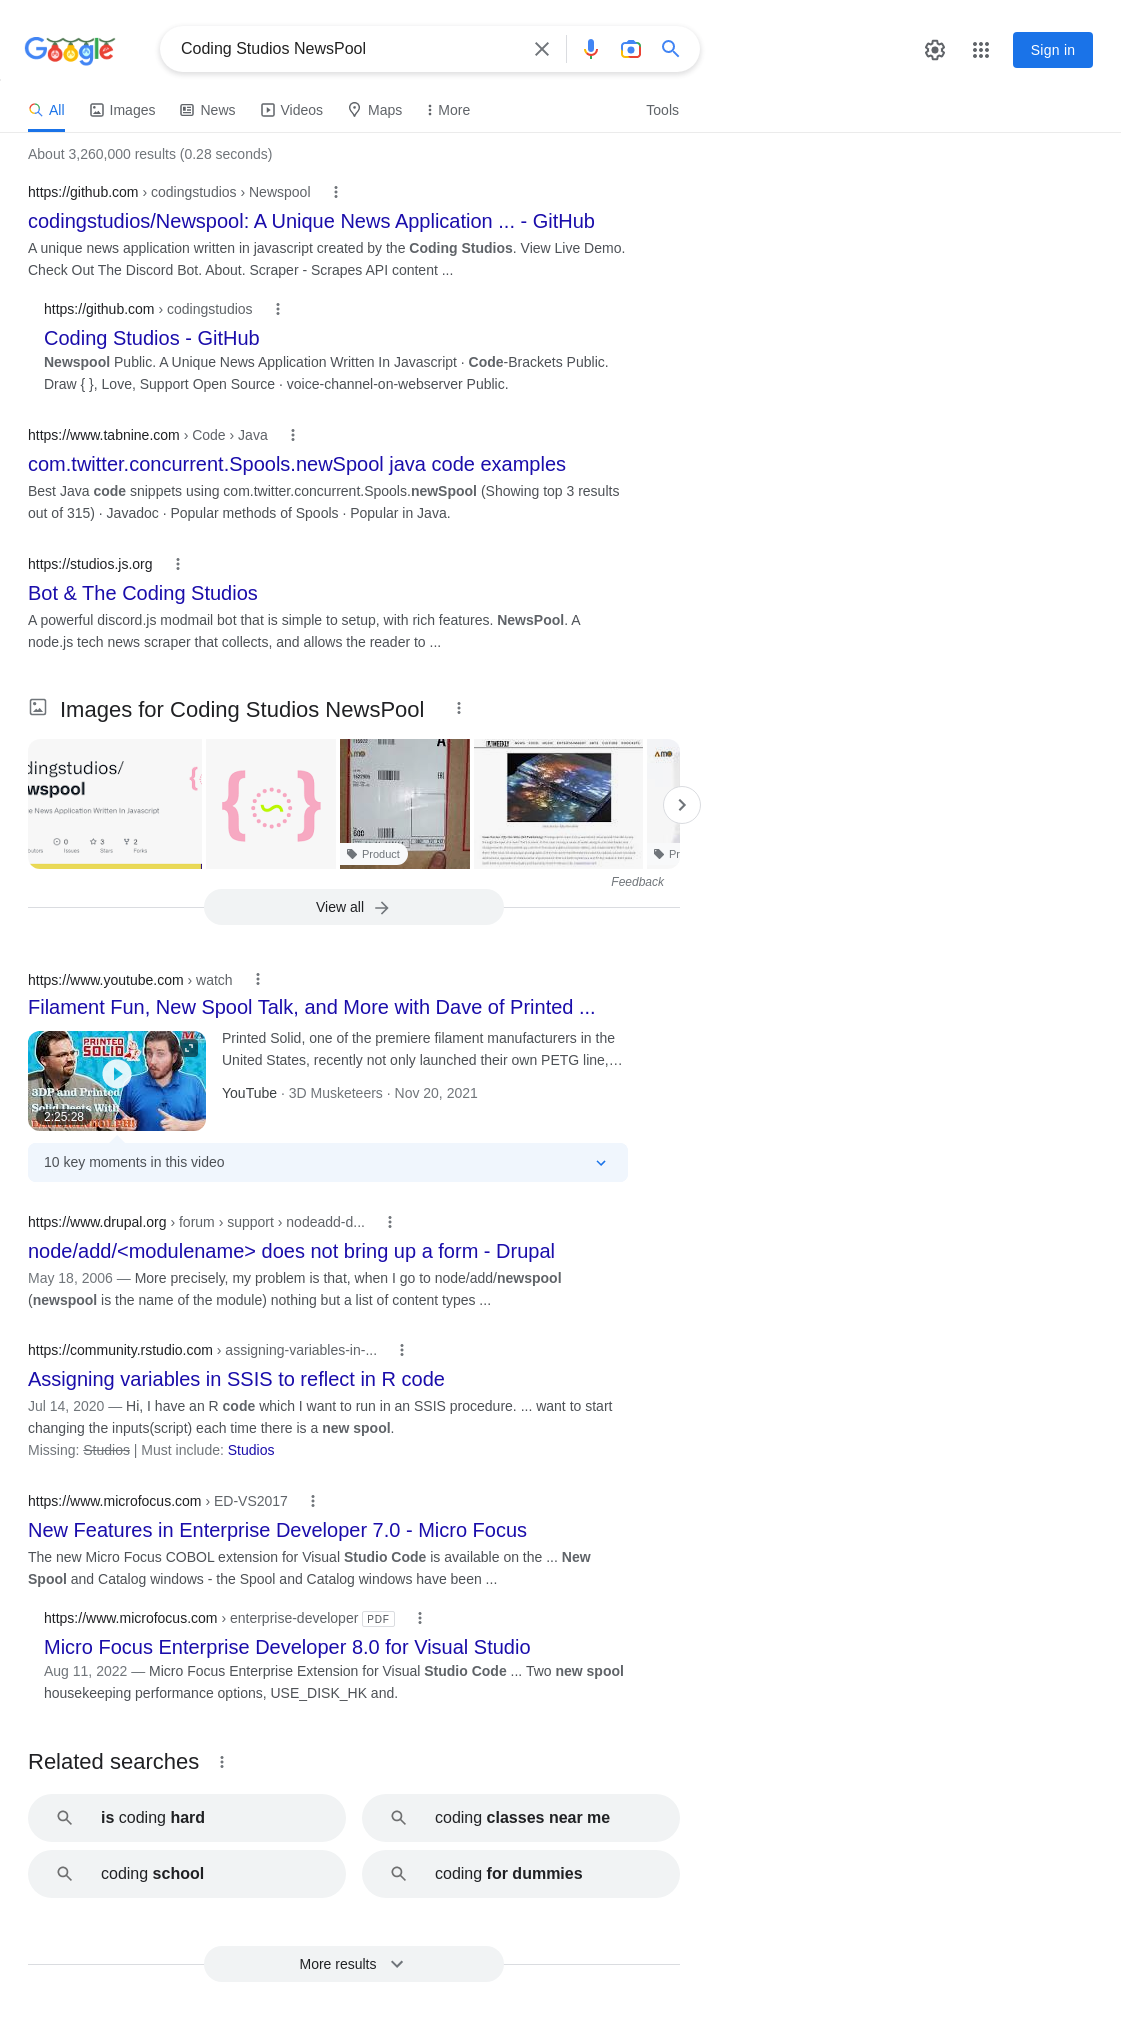 Google
Coding Studios NewsPool
Sign in
All
Images
News
Videos
Maps
More
Tools
About 3,260,000 results (0.28 seconds)
https://github.com › codingstudios › Newspool
codingstudios/Newspool: A Unique News Application ... - GitHub
A unique news application written in javascript created by the Coding Studios. View Live Demo.
Check Out The Discord Bot. About. Scraper - Scrapes API content ...
https://github.com › codingstudios
Coding Studios - GitHub
Newspool Public. A Unique News Application Written In Javascript · Code-Brackets Public.
Draw { }, Love, Support Open Source · voice-channel-on-webserver Public.
https://www.tabnine.com › Code › Java
com.twitter.concurrent.Spools.newSpool java code examples
Best Java code snippets using com.twitter.concurrent.Spools.newSpool (Showing top 3 results
out of 315) · Javadoc · Popular methods of Spools · Popular in Java.
https://studios.js.org
Bot & The Coding Studios
A powerful discord.js modmail bot that is simple to setup, with rich features. NewsPool. A
node.js tech news scraper that collects, and allows the reader to ...
Images for Coding Studios NewsPool
dingstudios/
wspool
e News Application Written In Javascript
0
3
2
Issues
Stars
Forks
Product
Pr
Feedback
View all
https://www.youtube.com › watch
Filament Fun, New Spool Talk, and More with Dave of Printed ...
PRINTED
SOLID
3DP and Printed
Solid Deets With
2:25:28
Printed Solid, one of the premiere filament manufacturers in the
United States, recently not only launched their own PETG line,…
YouTube · 3D Musketeers · Nov 20, 2021
10 key moments in this video
https://www.drupal.org › forum › support › nodeadd-d...
node/add/<modulename> does not bring up a form - Drupal
May 18, 2006 — More precisely, my problem is that, when I go to node/add/newspool
(newspool is the name of the module) nothing but a list of content types ...
https://community.rstudio.com › assigning-variables-in-...
Assigning variables in SSIS to reflect in R code
Jul 14, 2020 — Hi, I have an R code which I want to run in an SSIS procedure. ... want to start
changing the inputs(script) each time there is a new spool.
Missing: Studios | Must include: Studios
https://www.microfocus.com › ED-VS2017
New Features in Enterprise Developer 7.0 - Micro Focus
The new Micro Focus COBOL extension for Visual Studio Code is available on the ... New
Spool and Catalog windows - the Spool and Catalog windows have been ...
https://www.microfocus.com › enterprise-developer PDF
Micro Focus Enterprise Developer 8.0 for Visual Studio
Aug 11, 2022 — Micro Focus Enterprise Extension for Visual Studio Code ... Two new spool
housekeeping performance options, USE_DISK_HK and.
Related searches
is coding hard
coding classes near me
coding school
coding for dummies
More results